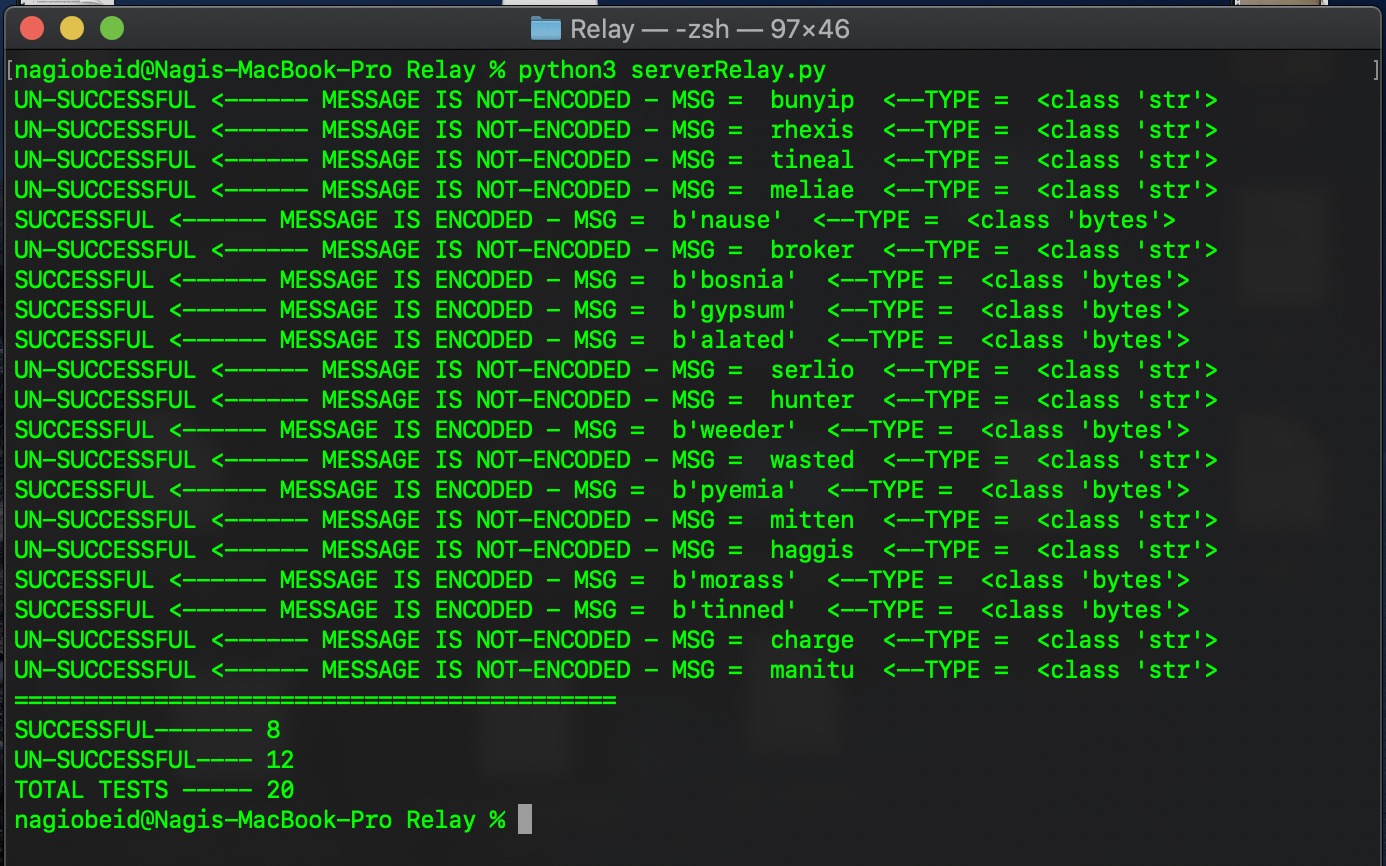 Relay — -zsh — 97×46
[nagiobeid@Nagis-MacBook-Pro Relay % python3 serverRelay.py ]
UN-SUCCESSFUL <------ MESSAGE IS NOT-ENCODED - MSG =  bunyip  <--TYPE =  <class 'str'>
UN-SUCCESSFUL <------ MESSAGE IS NOT-ENCODED - MSG =  rhexis  <--TYPE =  <class 'str'>
UN-SUCCESSFUL <------ MESSAGE IS NOT-ENCODED - MSG =  tineal  <--TYPE =  <class 'str'>
UN-SUCCESSFUL <------ MESSAGE IS NOT-ENCODED - MSG =  meliae  <--TYPE =  <class 'str'>
SUCCESSFUL <------ MESSAGE IS ENCODED - MSG =  b'nause'  <--TYPE =  <class 'bytes'>
UN-SUCCESSFUL <------ MESSAGE IS NOT-ENCODED - MSG =  broker  <--TYPE =  <class 'str'>
SUCCESSFUL <------ MESSAGE IS ENCODED - MSG =  b'bosnia'  <--TYPE =  <class 'bytes'>
SUCCESSFUL <------ MESSAGE IS ENCODED - MSG =  b'gypsum'  <--TYPE =  <class 'bytes'>
SUCCESSFUL <------ MESSAGE IS ENCODED - MSG =  b'alated'  <--TYPE =  <class 'bytes'>
UN-SUCCESSFUL <------ MESSAGE IS NOT-ENCODED - MSG =  serlio  <--TYPE =  <class 'str'>
UN-SUCCESSFUL <------ MESSAGE IS NOT-ENCODED - MSG =  hunter  <--TYPE =  <class 'str'>
SUCCESSFUL <------ MESSAGE IS ENCODED - MSG =  b'weeder'  <--TYPE =  <class 'bytes'>
UN-SUCCESSFUL <------ MESSAGE IS NOT-ENCODED - MSG =  wasted  <--TYPE =  <class 'str'>
SUCCESSFUL <------ MESSAGE IS ENCODED - MSG =  b'pyemia'  <--TYPE =  <class 'bytes'>
UN-SUCCESSFUL <------ MESSAGE IS NOT-ENCODED - MSG =  mitten  <--TYPE =  <class 'str'>
UN-SUCCESSFUL <------ MESSAGE IS NOT-ENCODED - MSG =  haggis  <--TYPE =  <class 'str'>
SUCCESSFUL <------ MESSAGE IS ENCODED - MSG =  b'morass'  <--TYPE =  <class 'bytes'>
SUCCESSFUL <------ MESSAGE IS ENCODED - MSG =  b'tinned'  <--TYPE =  <class 'bytes'>
UN-SUCCESSFUL <------ MESSAGE IS NOT-ENCODED - MSG =  charge  <--TYPE =  <class 'str'>
UN-SUCCESSFUL <------ MESSAGE IS NOT-ENCODED - MSG =  manitu  <--TYPE =  <class 'str'>
===========================================
SUCCESSFUL------- 8
UN-SUCCESSFUL---- 12
TOTAL TESTS ----- 20
nagiobeid@Nagis-MacBook-Pro Relay %